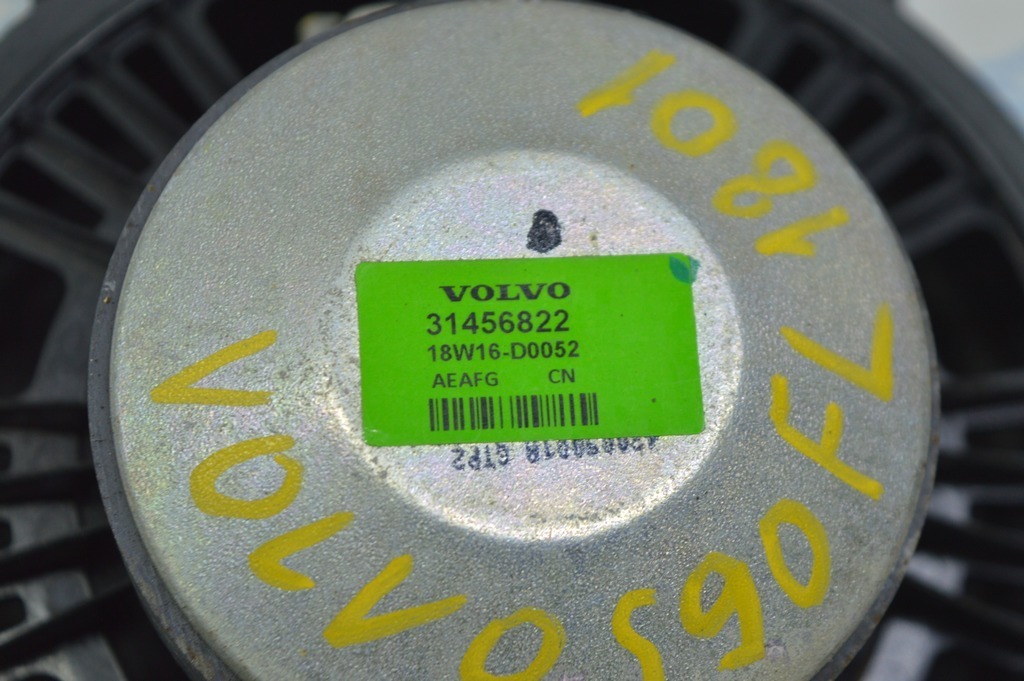 VOLVO
31456822
18W16-D0052
AEAFG CN
VOLVO S90 FL 1801